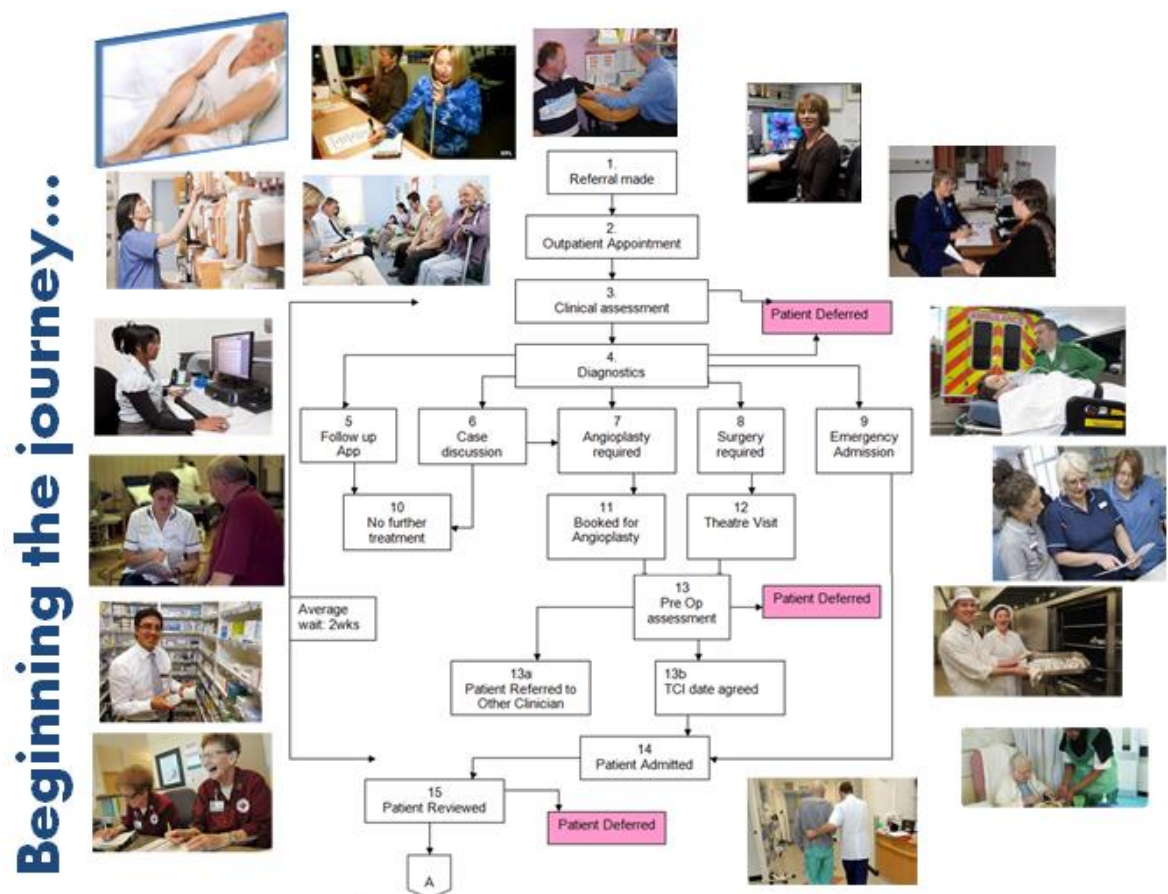 Beginning the journey...
1.
Referral made
2.
Outpatient Appointment
3.
Clinical assessment
Patient Deferred
4.
Diagnostics
5
Follow up
App
6
Case
discussion
7
Angioplasty
required
8
Surgery
required
9
Emergency
Admission
10
No further
treatment
11
Booked for
Angioplasty
12
Theatre Visit
13
Pre Op
assessment
Patient Deferred
Average
wait: 2wks
13a
Patient Referred to
Other Clinician
13b
TCI date agreed
14
Patient Admitted
15
Patient Reviewed
Patient Deferred
A
AMBULANCE